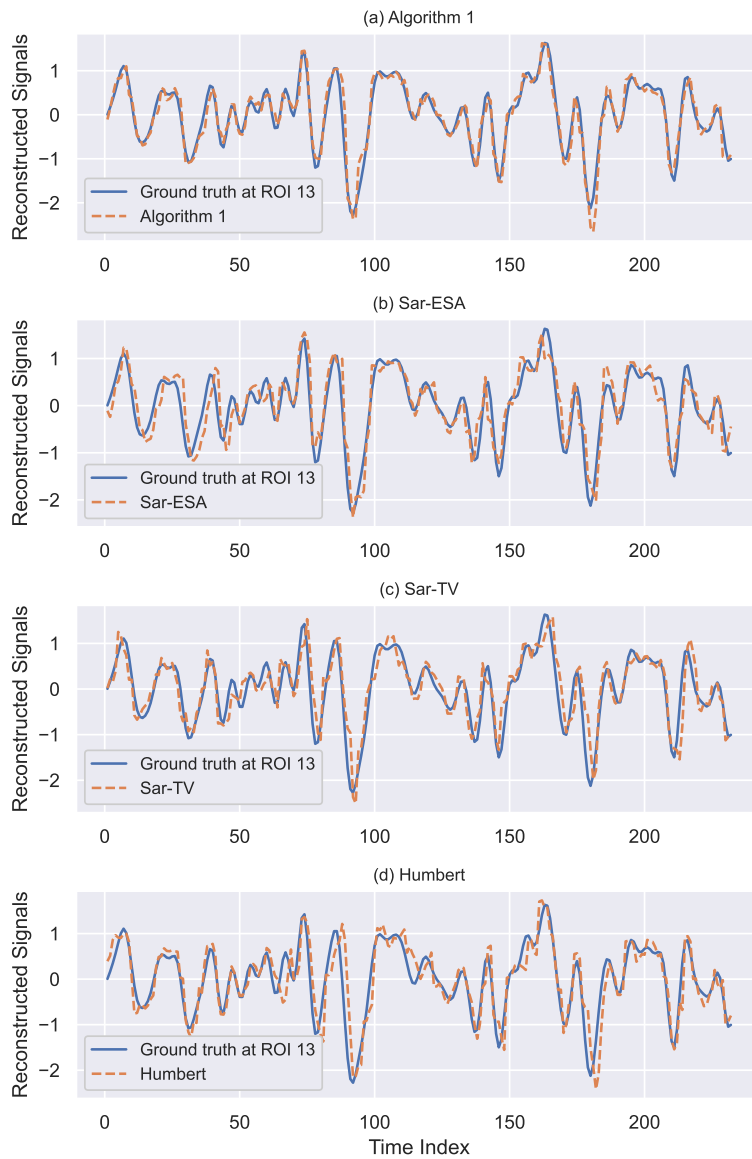 (a) Algorithm 1
Reconstructed Signals
1
0
−1
−2
Ground truth at ROI 13
Algorithm 1
0 50 100 150 200
(b) Sar-ESA
Reconstructed Signals
1
0
−1
−2
Ground truth at ROI 13
Sar-ESA
0 50 100 150 200
(c) Sar-TV
Reconstructed Signals
1
0
−1
−2
Ground truth at ROI 13
Sar-TV
0 50 100 150 200
(d) Humbert
Reconstructed Signals
1
0
−1
−2
Ground truth at ROI 13
Humbert
0 50 100 150 200
Time Index